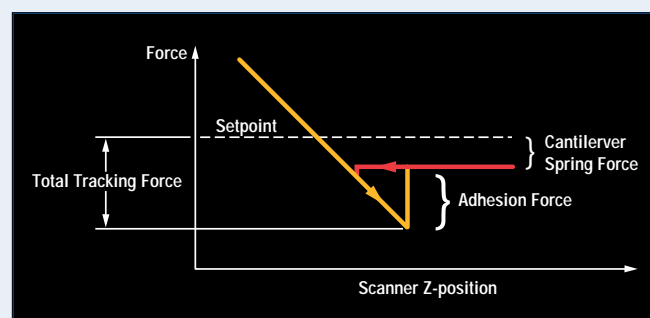 Force
Setpoint
Cantilerver
Spring Force
Total Tracking Force
Adhesion Force
Scanner Z-position